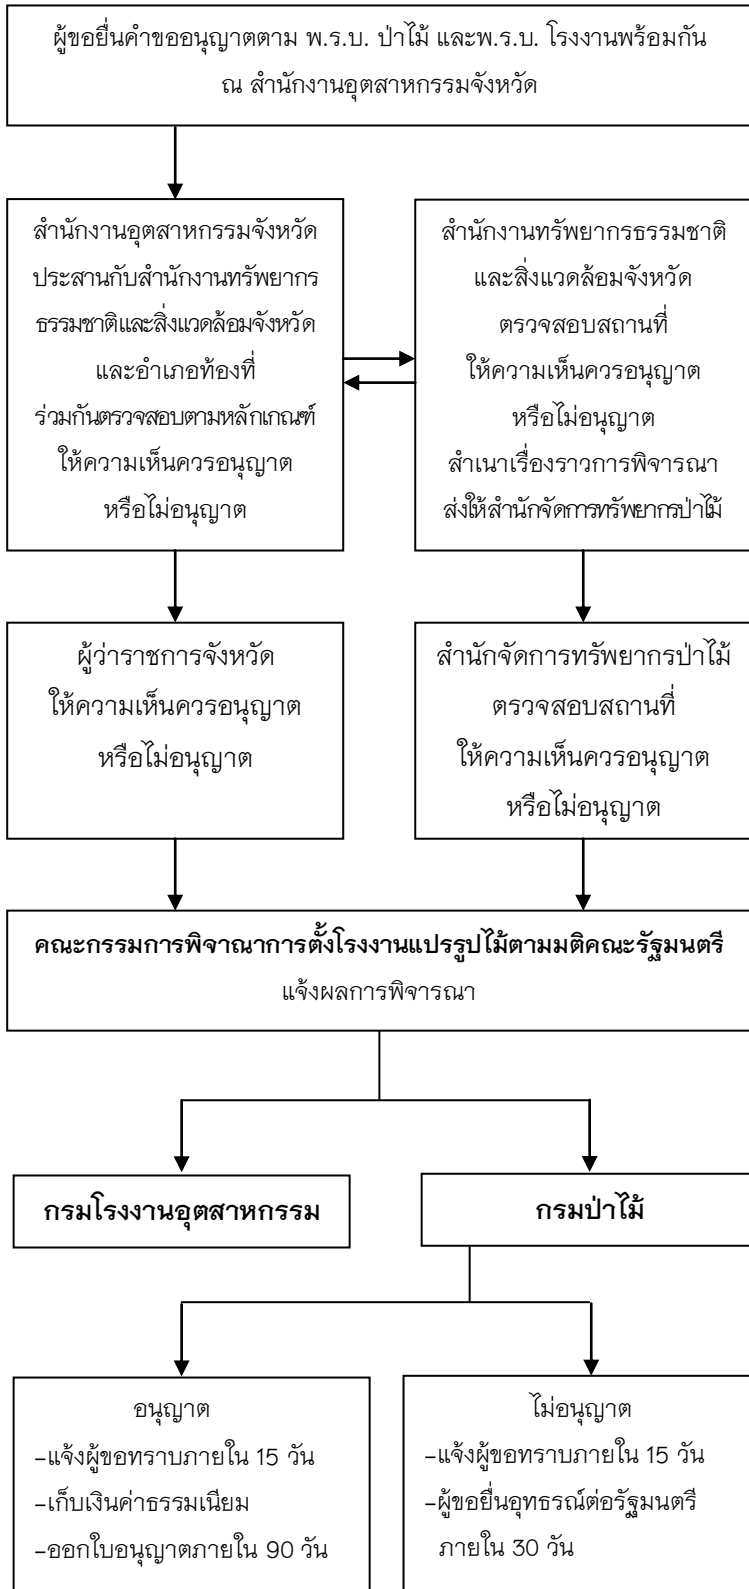 ผู้ขอยื่นคำขออนุญาตตาม พ.ร.บ. ป่าไม้ และพ.ร.บ. โรงงานพร้อมกัน
ณ สำนักงานอุตสาหกรรมจังหวัด
สำนักงานอุตสาหกรรมจังหวัด
ประสานกับสำนักงานทรัพยากร
ธรรมชาติและสิ่งแวดล้อมจังหวัด
และอำเภอท้องที่
ร่วมกันตรวจสอบตามหลักเกณฑ์
ให้ความเห็นควรอนุญาต
หรือไม่อนุญาต
สำนักงานทรัพยากรธรรมชาติ
และสิ่งแวดล้อมจังหวัด
ตรวจสอบสถานที่
ให้ความเห็นควรอนุญาต
หรือไม่อนุญาต
สำเนาเรื่องราวการพิจารณา
ส่งให้สำนักจัดการทรัพยากรป่าไม้
ผู้ว่าราชการจังหวัด
ให้ความเห็นควรอนุญาต
หรือไม่อนุญาต
สำนักจัดการทรัพยากรป่าไม้
ตรวจสอบสถานที่
ให้ความเห็นควรอนุญาต
หรือไม่อนุญาต
คณะกรรมการพิจาณาการตั้งโรงงานแปรรูปไม้ตามมติคณะรัฐมนตรี
แจ้งผลการพิจารณา
กรมโรงงานอุตสาหกรรม
กรมป่าไม้
อนุญาต
-แจ้งผู้ขอทราบภายใน 15 วัน
-เก็บเงินค่าธรรมเนียม
-ออกใบอนุญาตภายใน 90 วัน
ไม่อนุญาต
-แจ้งผู้ขอทราบภายใน 15 วัน
-ผู้ขอยื่นอุทธรณ์ต่อรัฐมนตรี
ภายใน 30 วัน